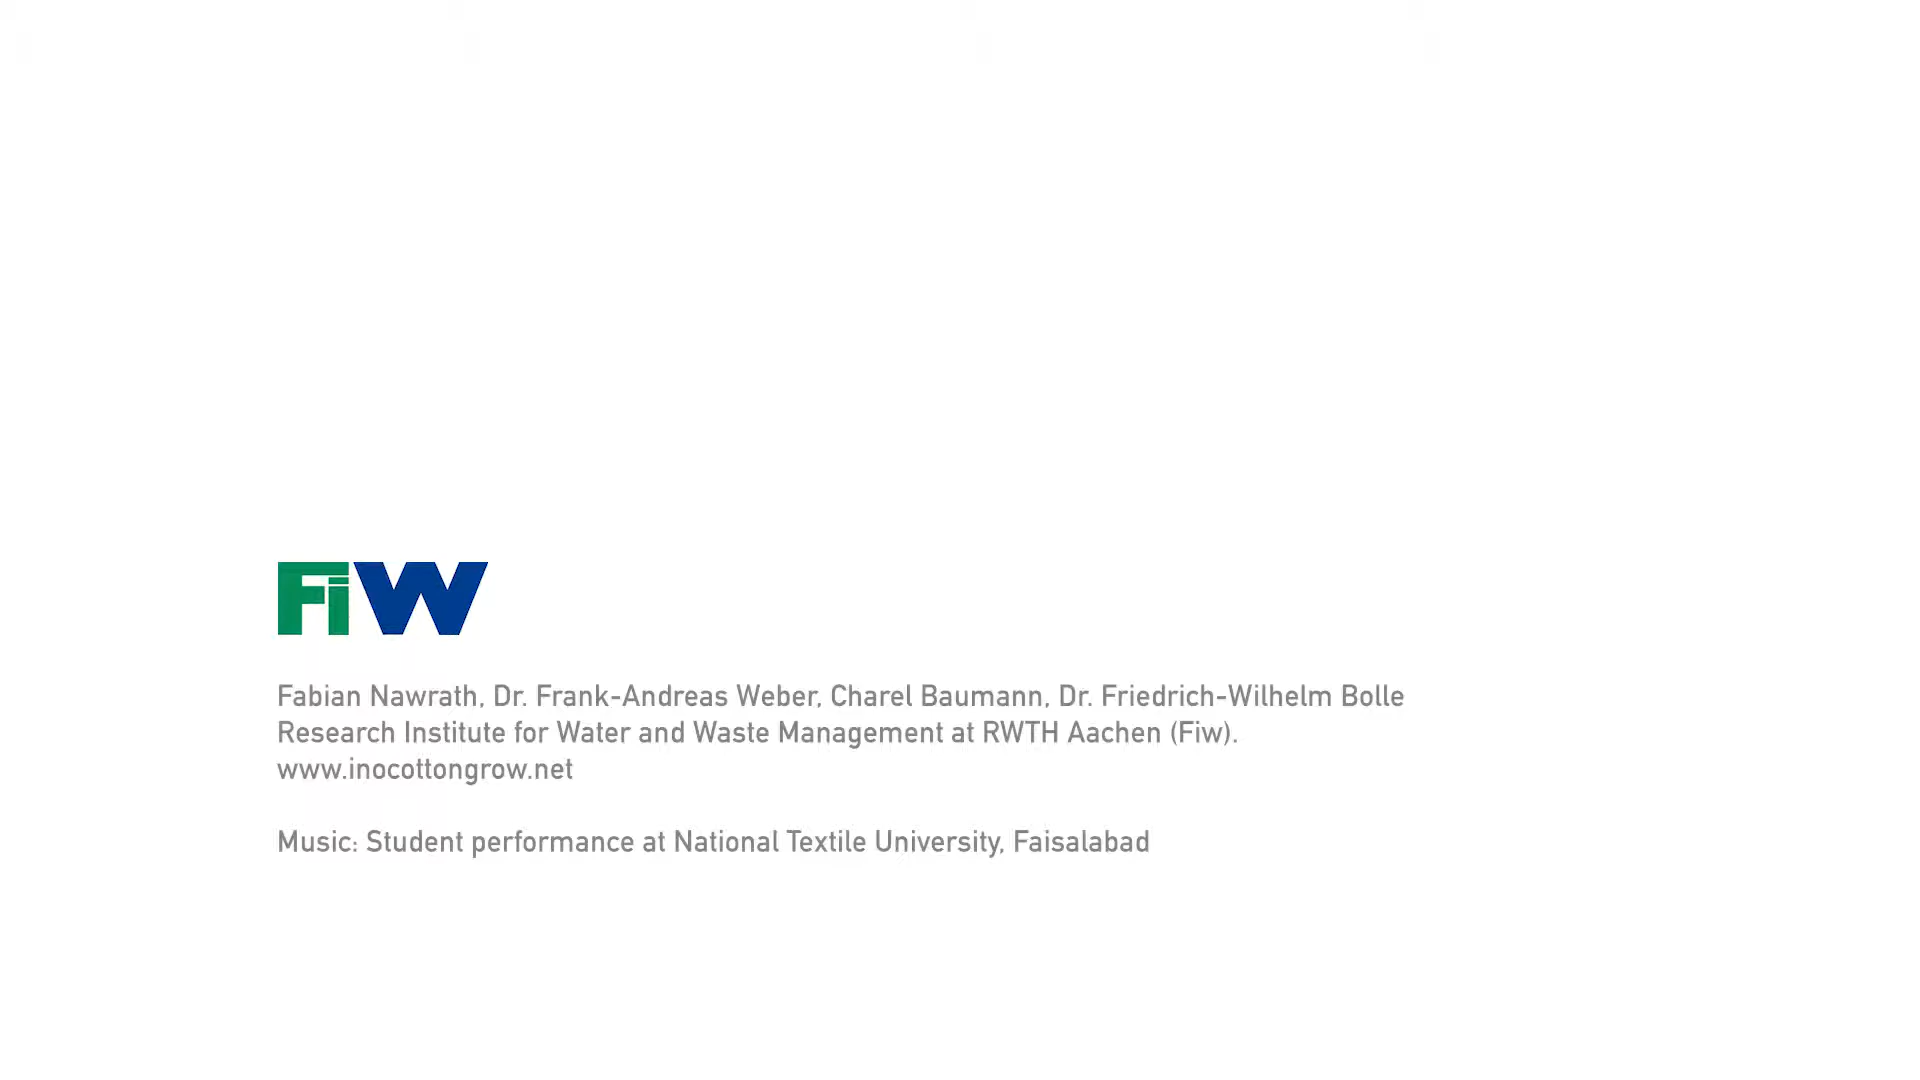 FiW
Fabian Nawrath, Dr. Frank-Andreas Weber, Charel Baumann, Dr. Friedrich-Wilhelm Bolle
Research Institute for Water and Waste Management at RWTH Aachen (Fiw).
www.inocottongrow.net
Music: Student performance at National Textile University, Faisalabad